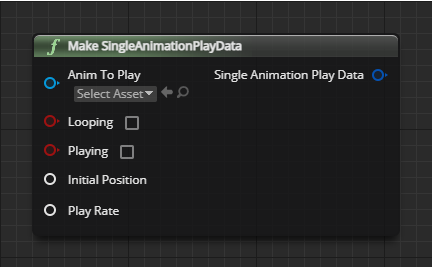 Make SingleAnimationPlayData
Anim To Play
Single Animation Play Data
Select Asset
Looping
Playing
Initial Position
Play Rate